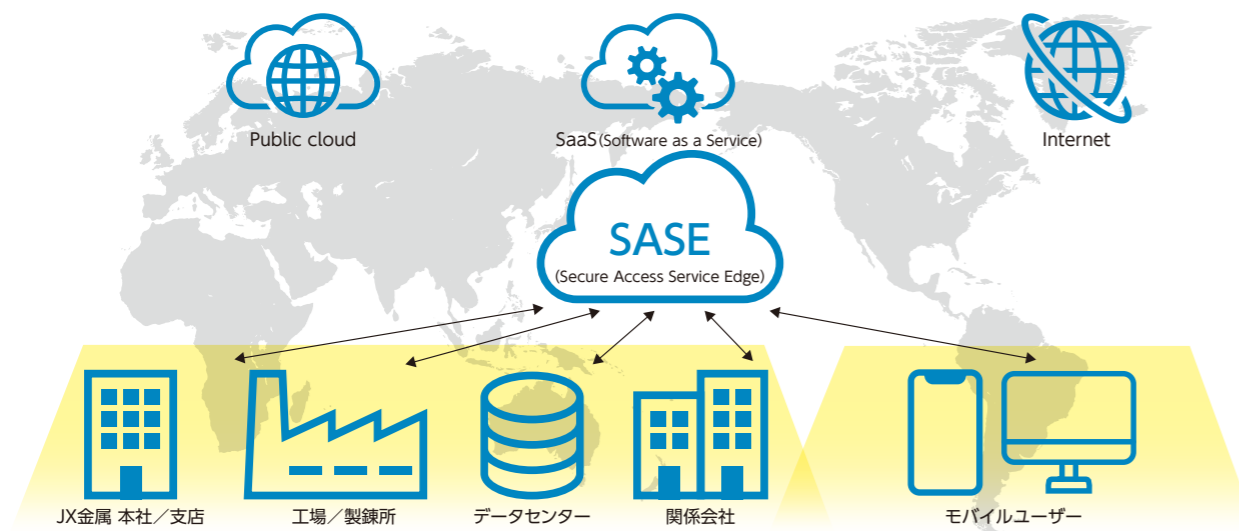 Public cloud
SaaS(Software as a Service)
Internet
SASE
(Secure Access Service Edge)
JX金属 本社／支店
工場／製錬所
データセンター
関係会社
モバイルユーザー